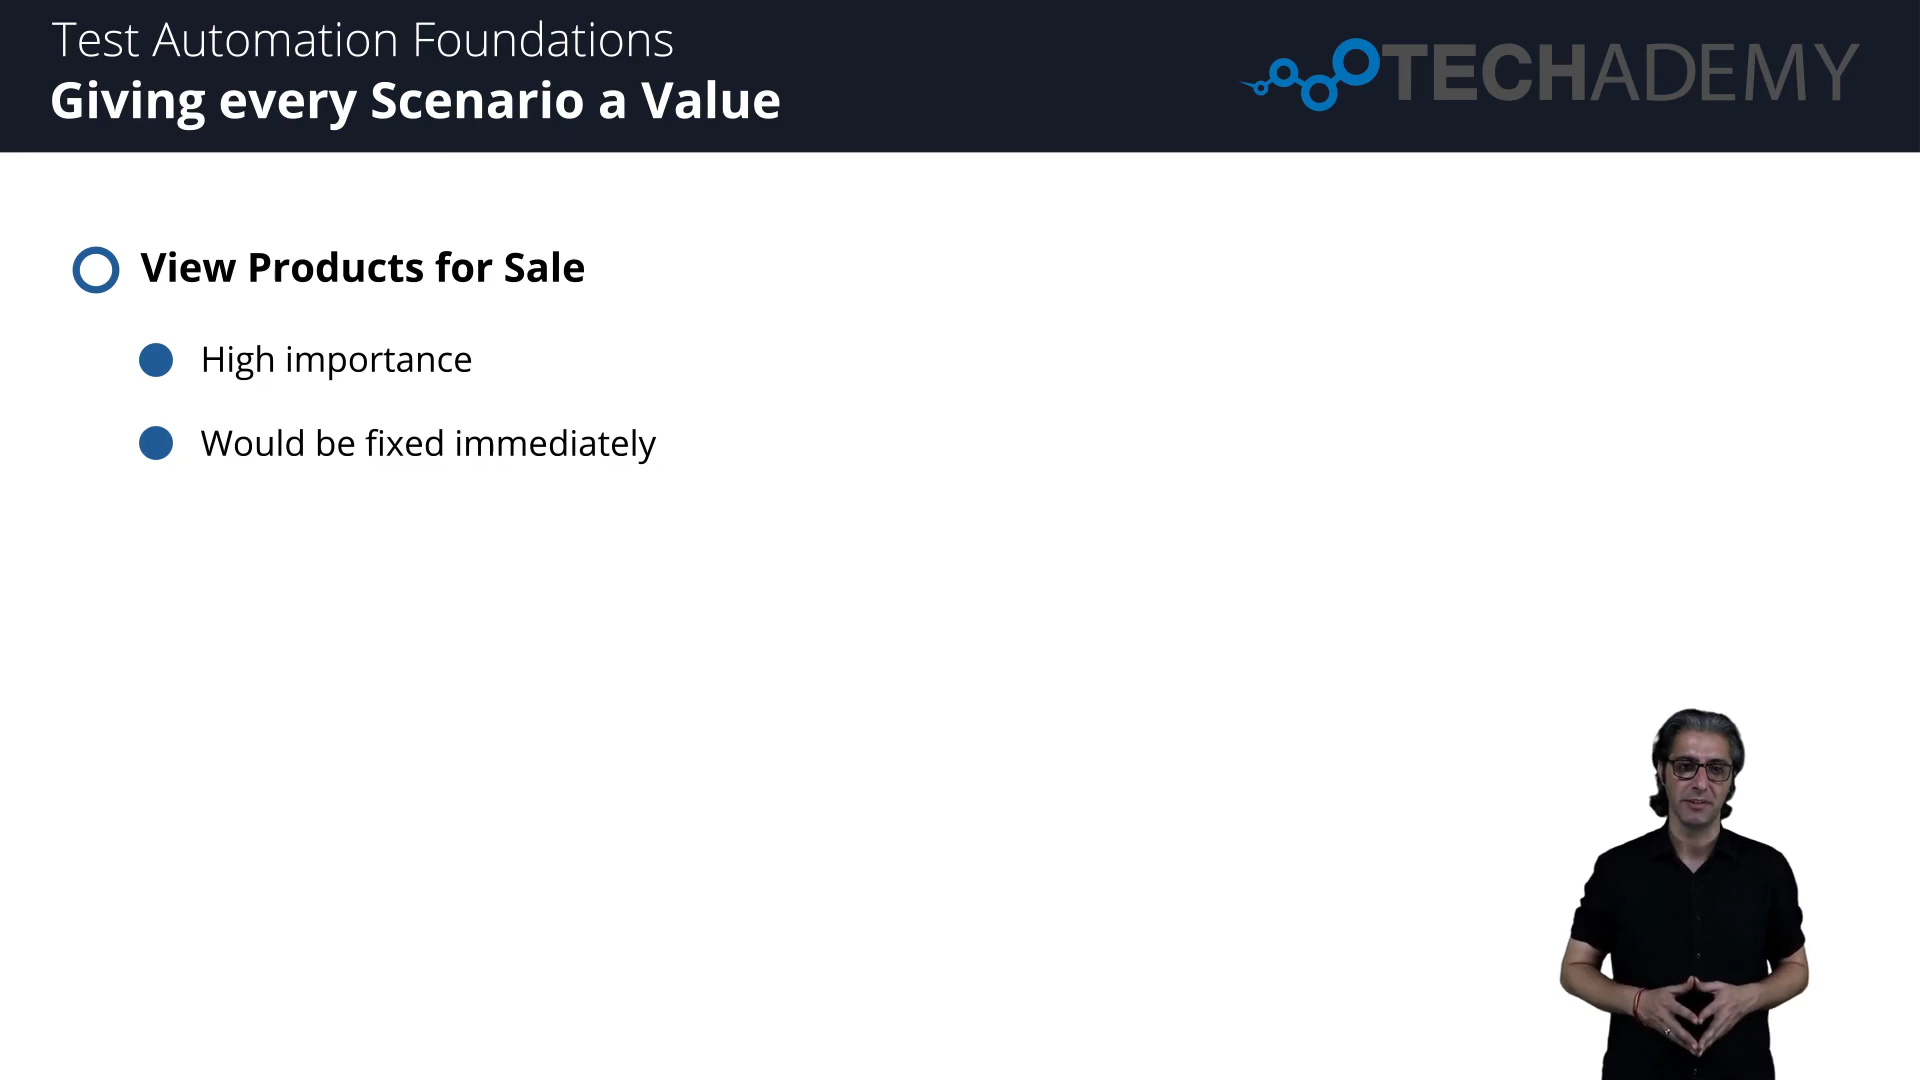 Test Automation Foundations
Giving every Scenario a Value
TECHADEMY
View Products for Sale
High importance
Would be fixed immediately